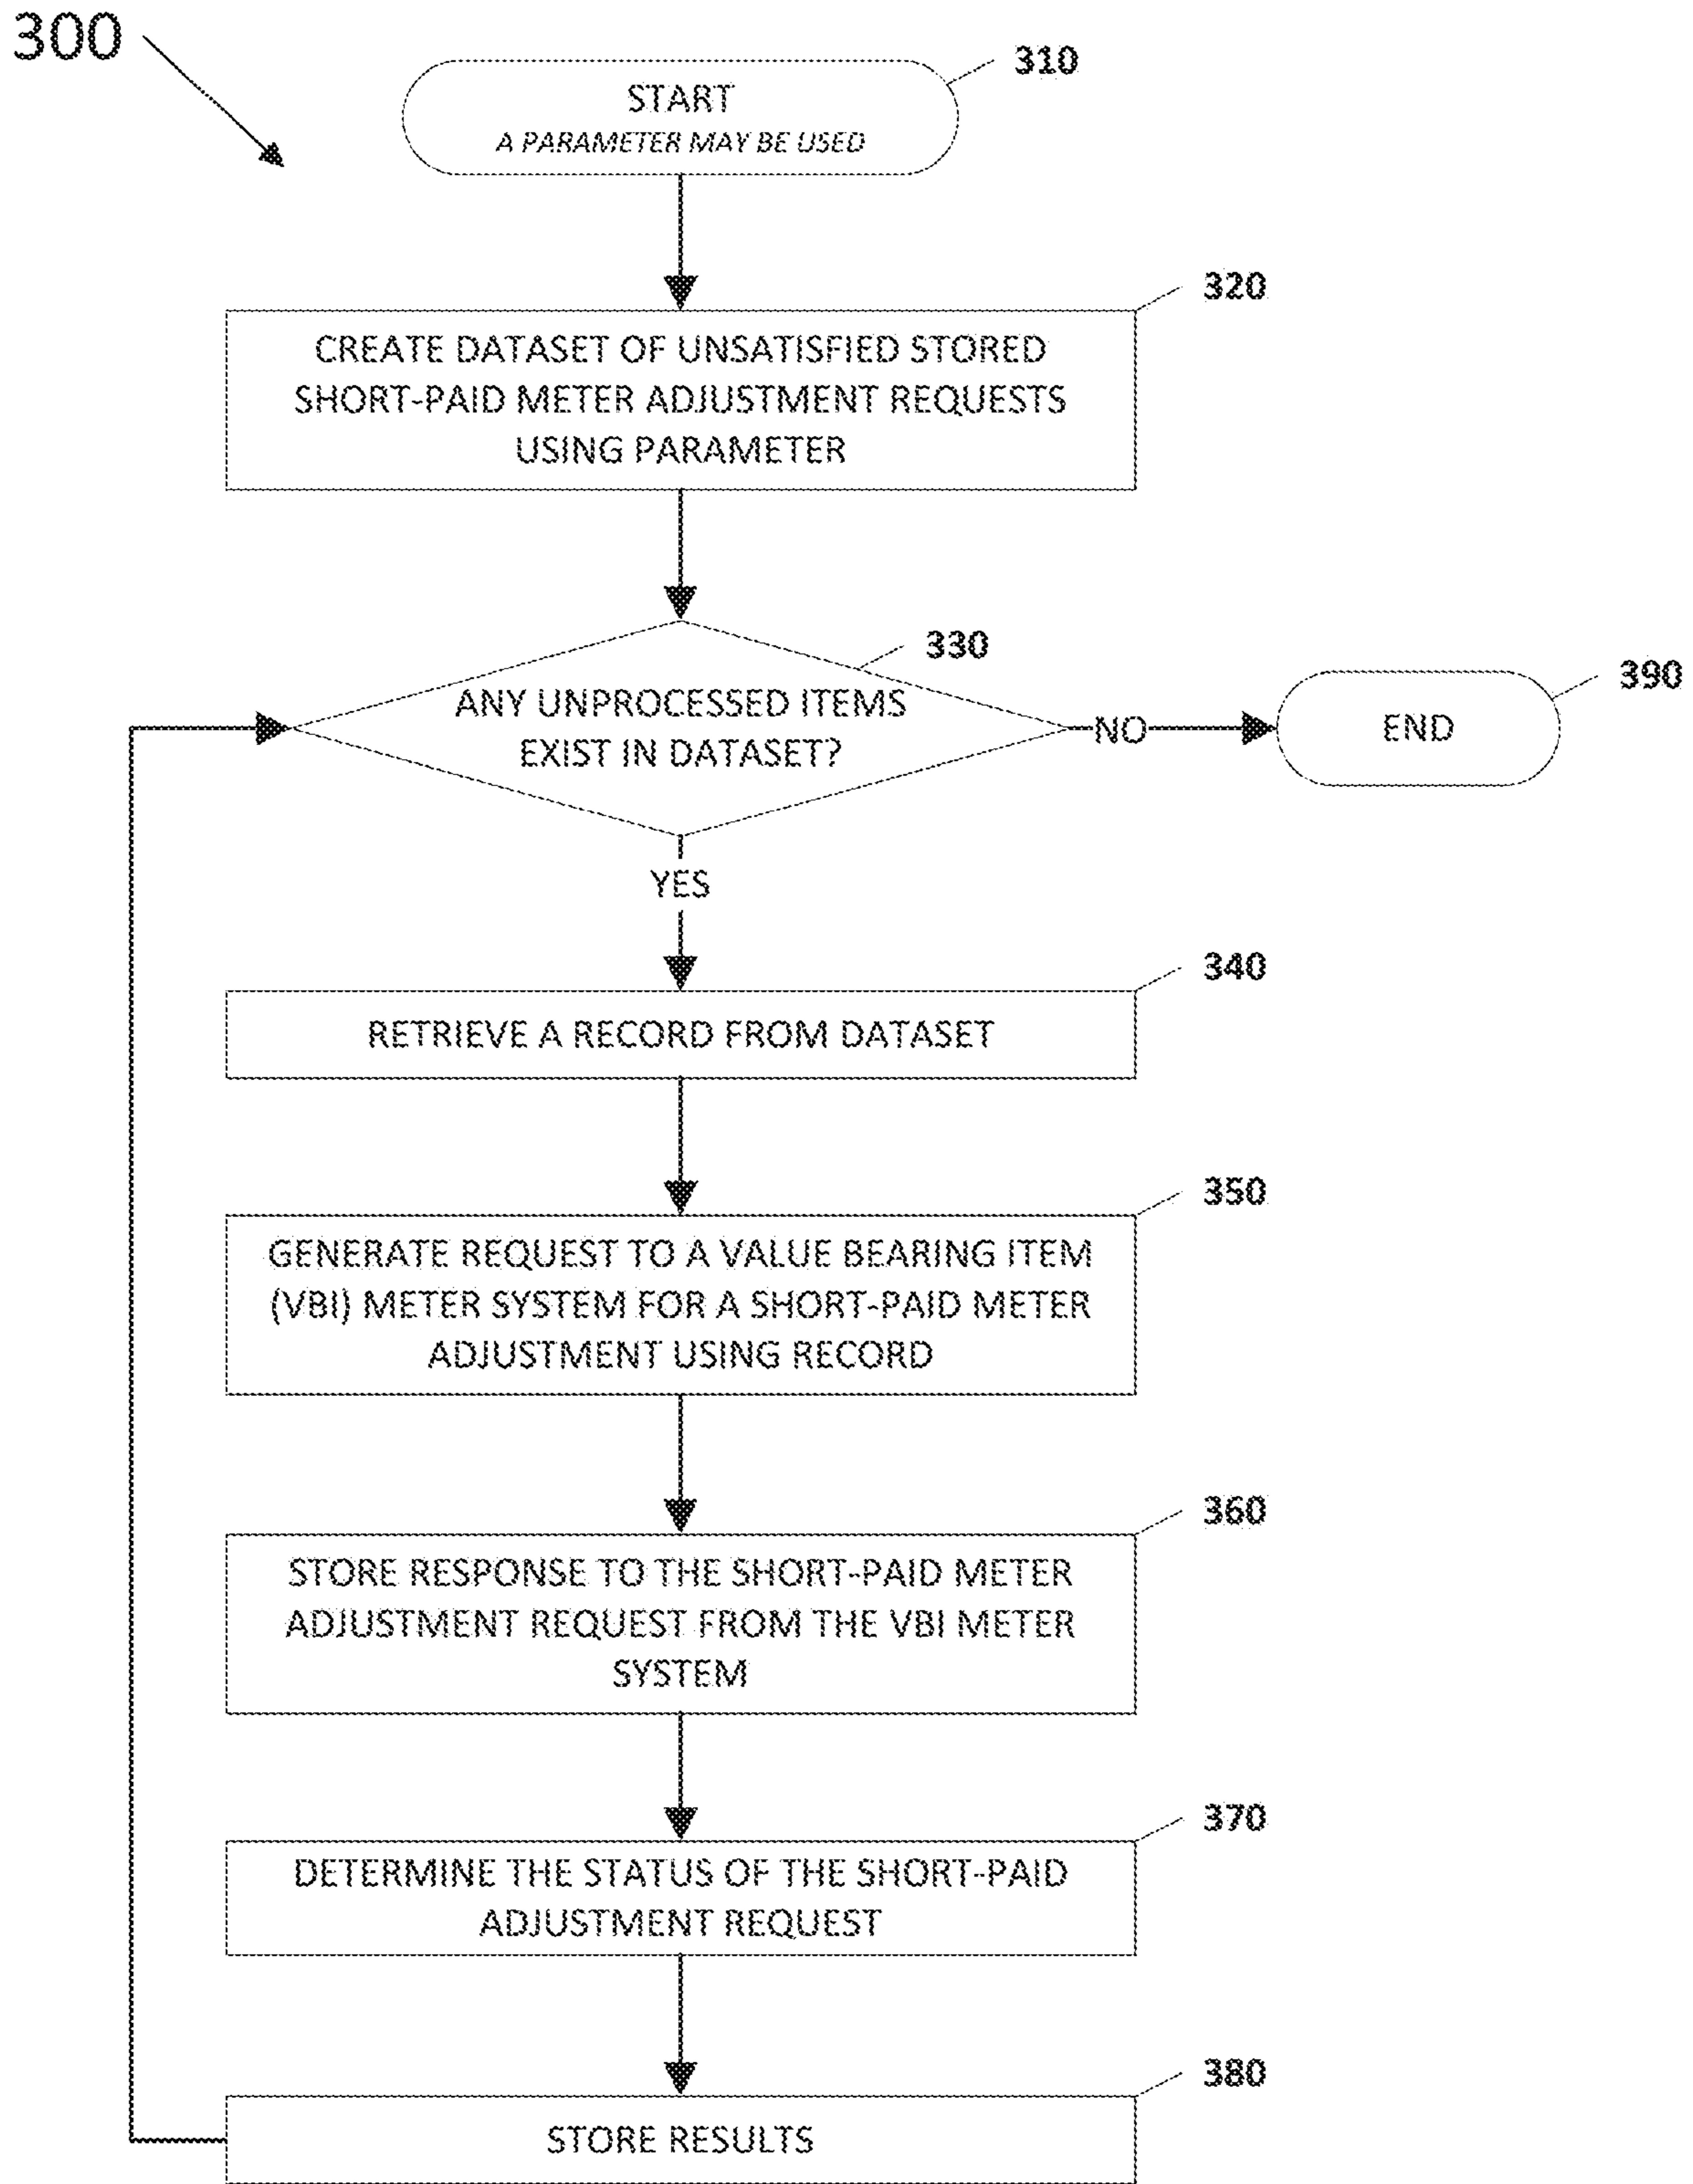 300
310
START
A PARAMETER MAY BE USED
320
CREATE DATASET OF UNSATISFIED STORED
SHORT-PAID METER ADJUSTMENT REQUESTS
USING PARAMETER
330
ANY UNPROCESSED ITEMS
EXIST IN DATASET?
NO
390
END
YES
340
RETRIEVE A RECORD FROM DATASET
350
GENERATE REQUEST TO A VALUE BEARING ITEM
(VBI) METER SYSTEM FOR A SHORT-PAID METER
ADJUSTMENT USING RECORD
360
STORE RESPONSE TO THE SHORT-PAID METER
ADJUSTMENT REQUEST FROM THE VBI METER
SYSTEM
370
DETERMINE THE STATUS OF THE SHORT-PAID
ADJUSTMENT REQUEST
380
STORE RESULTS